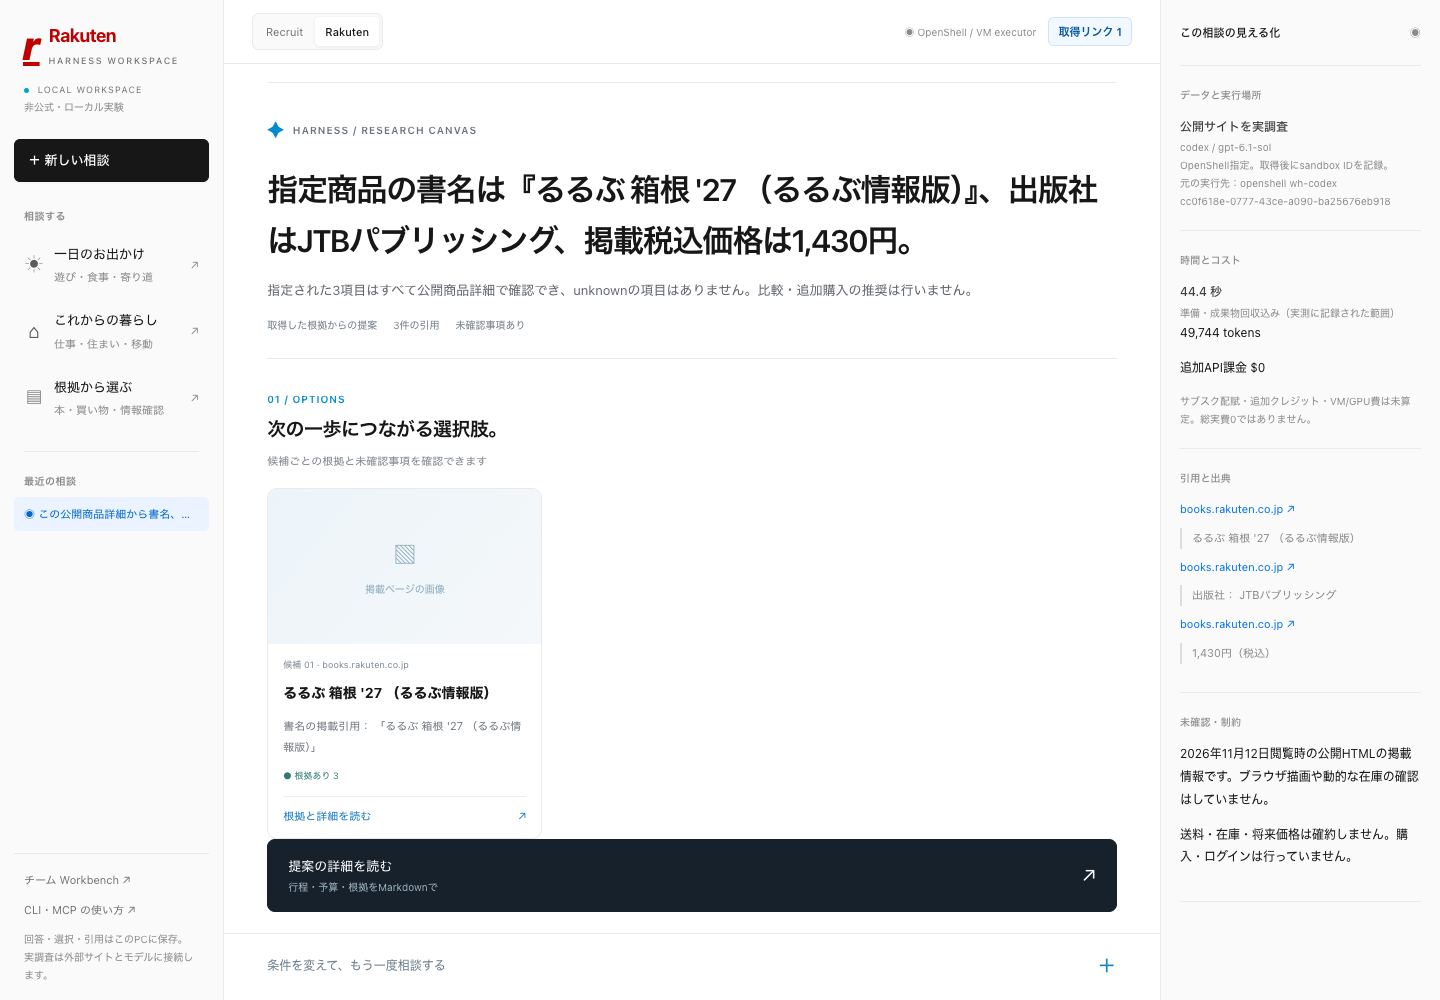 r Rakuten
HARNESS WORKSPACE
LOCAL WORKSPACE
非公式・ローカル実験
+ 新しい相談
相談する
一日のお出かけ
遊び・食事・寄り道
これからの暮らし
仕事・住まい・移動
根拠から選ぶ
本・買い物・情報確認
最近の相談
この公開商品詳細から書名、...
チーム Workbench ↗
CLI・MCP の使い方 ↗
回答・選択・引用はこのPCに保存。
実調査は外部サイトとモデルに接続し
ます。
Recruit Rakuten
OpenShell / VM executor
取得リンク 1
HARNESS / RESEARCH CANVAS
指定商品の書名は『るるぶ 箱根 '27 （るるぶ情報版）』、出版社
はJTBパブリッシング、掲載税込価格は1,430円。
指定された3項目はすべて公開商品詳細で確認でき、unknownの項目はありません。比較・追加購入の推奨は行いません。
取得した根拠からの提案 3件の引用 未確認事項あり
01 / OPTIONS
次の一歩につながる選択肢。
候補ごとの根拠と未確認事項を確認できます
掲載ページの画像
候補 01 · books.rakuten.co.jp
るるぶ 箱根 '27 （るるぶ情報版）
書名の掲載引用： 「るるぶ 箱根 '27 （るるぶ情
報版）」
● 根拠あり 3
根拠と詳細を読む ↗
提案の詳細を読む
行程・予算・根拠をMarkdownで
条件を変えて、もう一度相談する
この相談の見える化
データと実行場所
公開サイトを実調査
codex / gpt-6.1-sol
OpenShell指定。取得後にsandbox IDを記録。
元の実行先：openshell wh-codex
cc0f618e-0777-43ce-a090-ba25676eb918
時間とコスト
44.4 秒
準備・成果物回収込み（実測に記録された範囲）
49,744 tokens
追加API課金 $0
サブスク配賦・追加クレジット・VM/GPU費は未算
定。総実費0ではありません。
引用と出典
books.rakuten.co.jp ↗
るるぶ 箱根 '27 （るるぶ情報版）
books.rakuten.co.jp ↗
出版社： JTBパブリッシング
books.rakuten.co.jp ↗
1,430円（税込）
未確認・制約
2026年11月12日閲覧時の公開HTMLの掲載
情報です。ブラウザ描画や動的な在庫の確認
はしていません。
送料・在庫・将来価格は確約しません。購
入・ログインは行っていません。